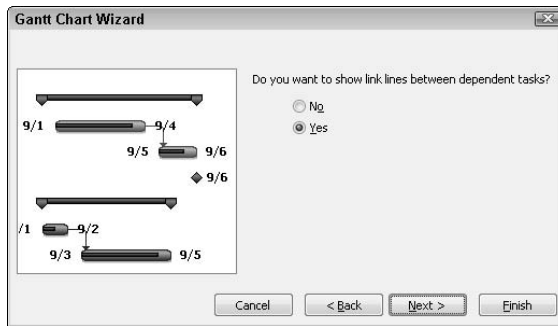 Gantt Chart Wizard
Do you want to show link lines between dependent tasks?
No
Yes
9/1 9/4
9/5 9/6
9/6
/1 9/2
9/3 9/5
Cancel < Back Next > Finish